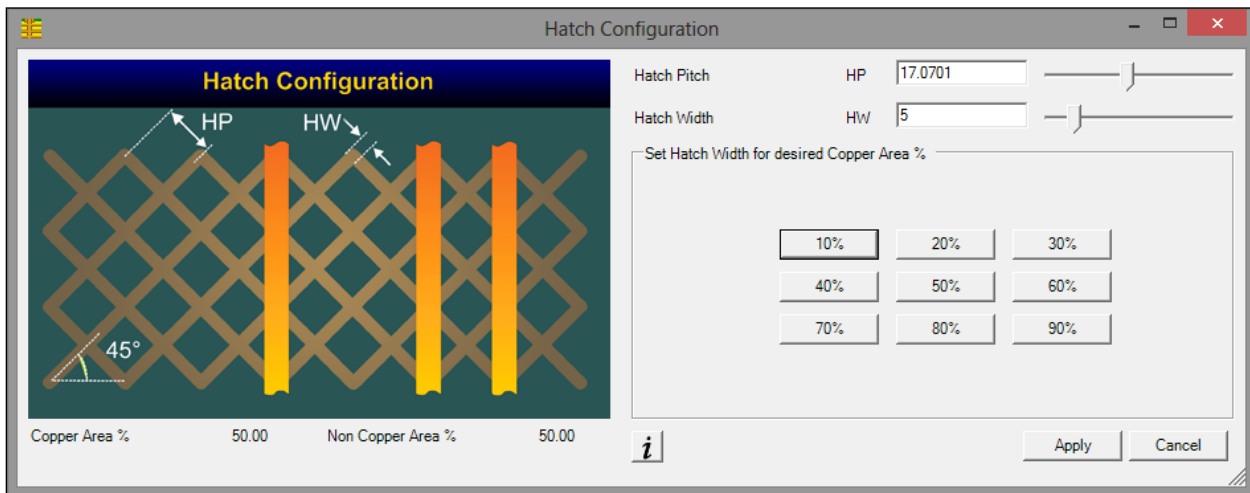 Hatch Configuration
Hatch Configuration
HP
HW
45°
Copper Area % 50.00 Non Copper Area % 50.00
Hatch Pitch HP 17.0701
Hatch Width HW 5
Set Hatch Width for desired Copper Area %
10% 20% 30%
40% 50% 60%
70% 80% 90%
i
Apply Cancel